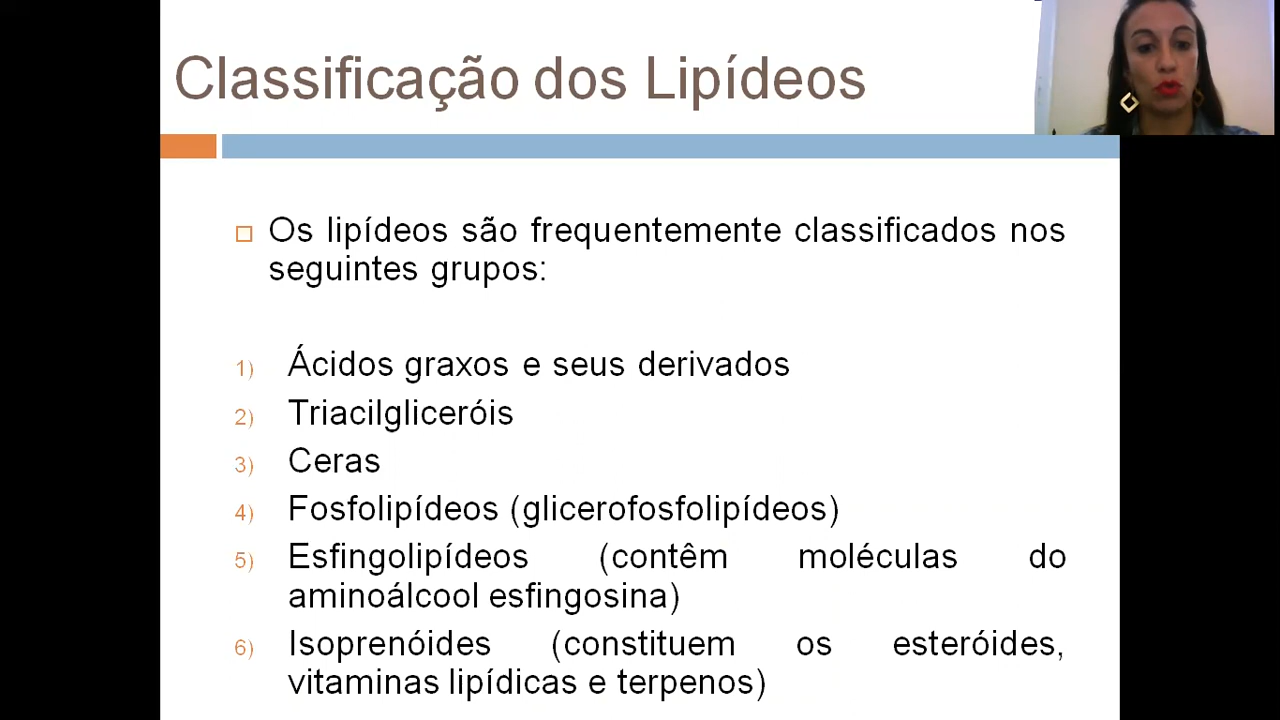 Classificação dos Lipídeos
Os lipídeos são frequentemente classificados nos
seguintes grupos:
1) Ácidos graxos e seus derivados
2) Triacilgliceróis
3) Ceras
4) Fosfolipídeos (glicerofosfolipídeos)
5) Esfingolipídeos (contêm moléculas do
aminoálcool esfingosina)
6) Isoprenóides (constituem os esteróides,
vitaminas lipídicas e terpenos)